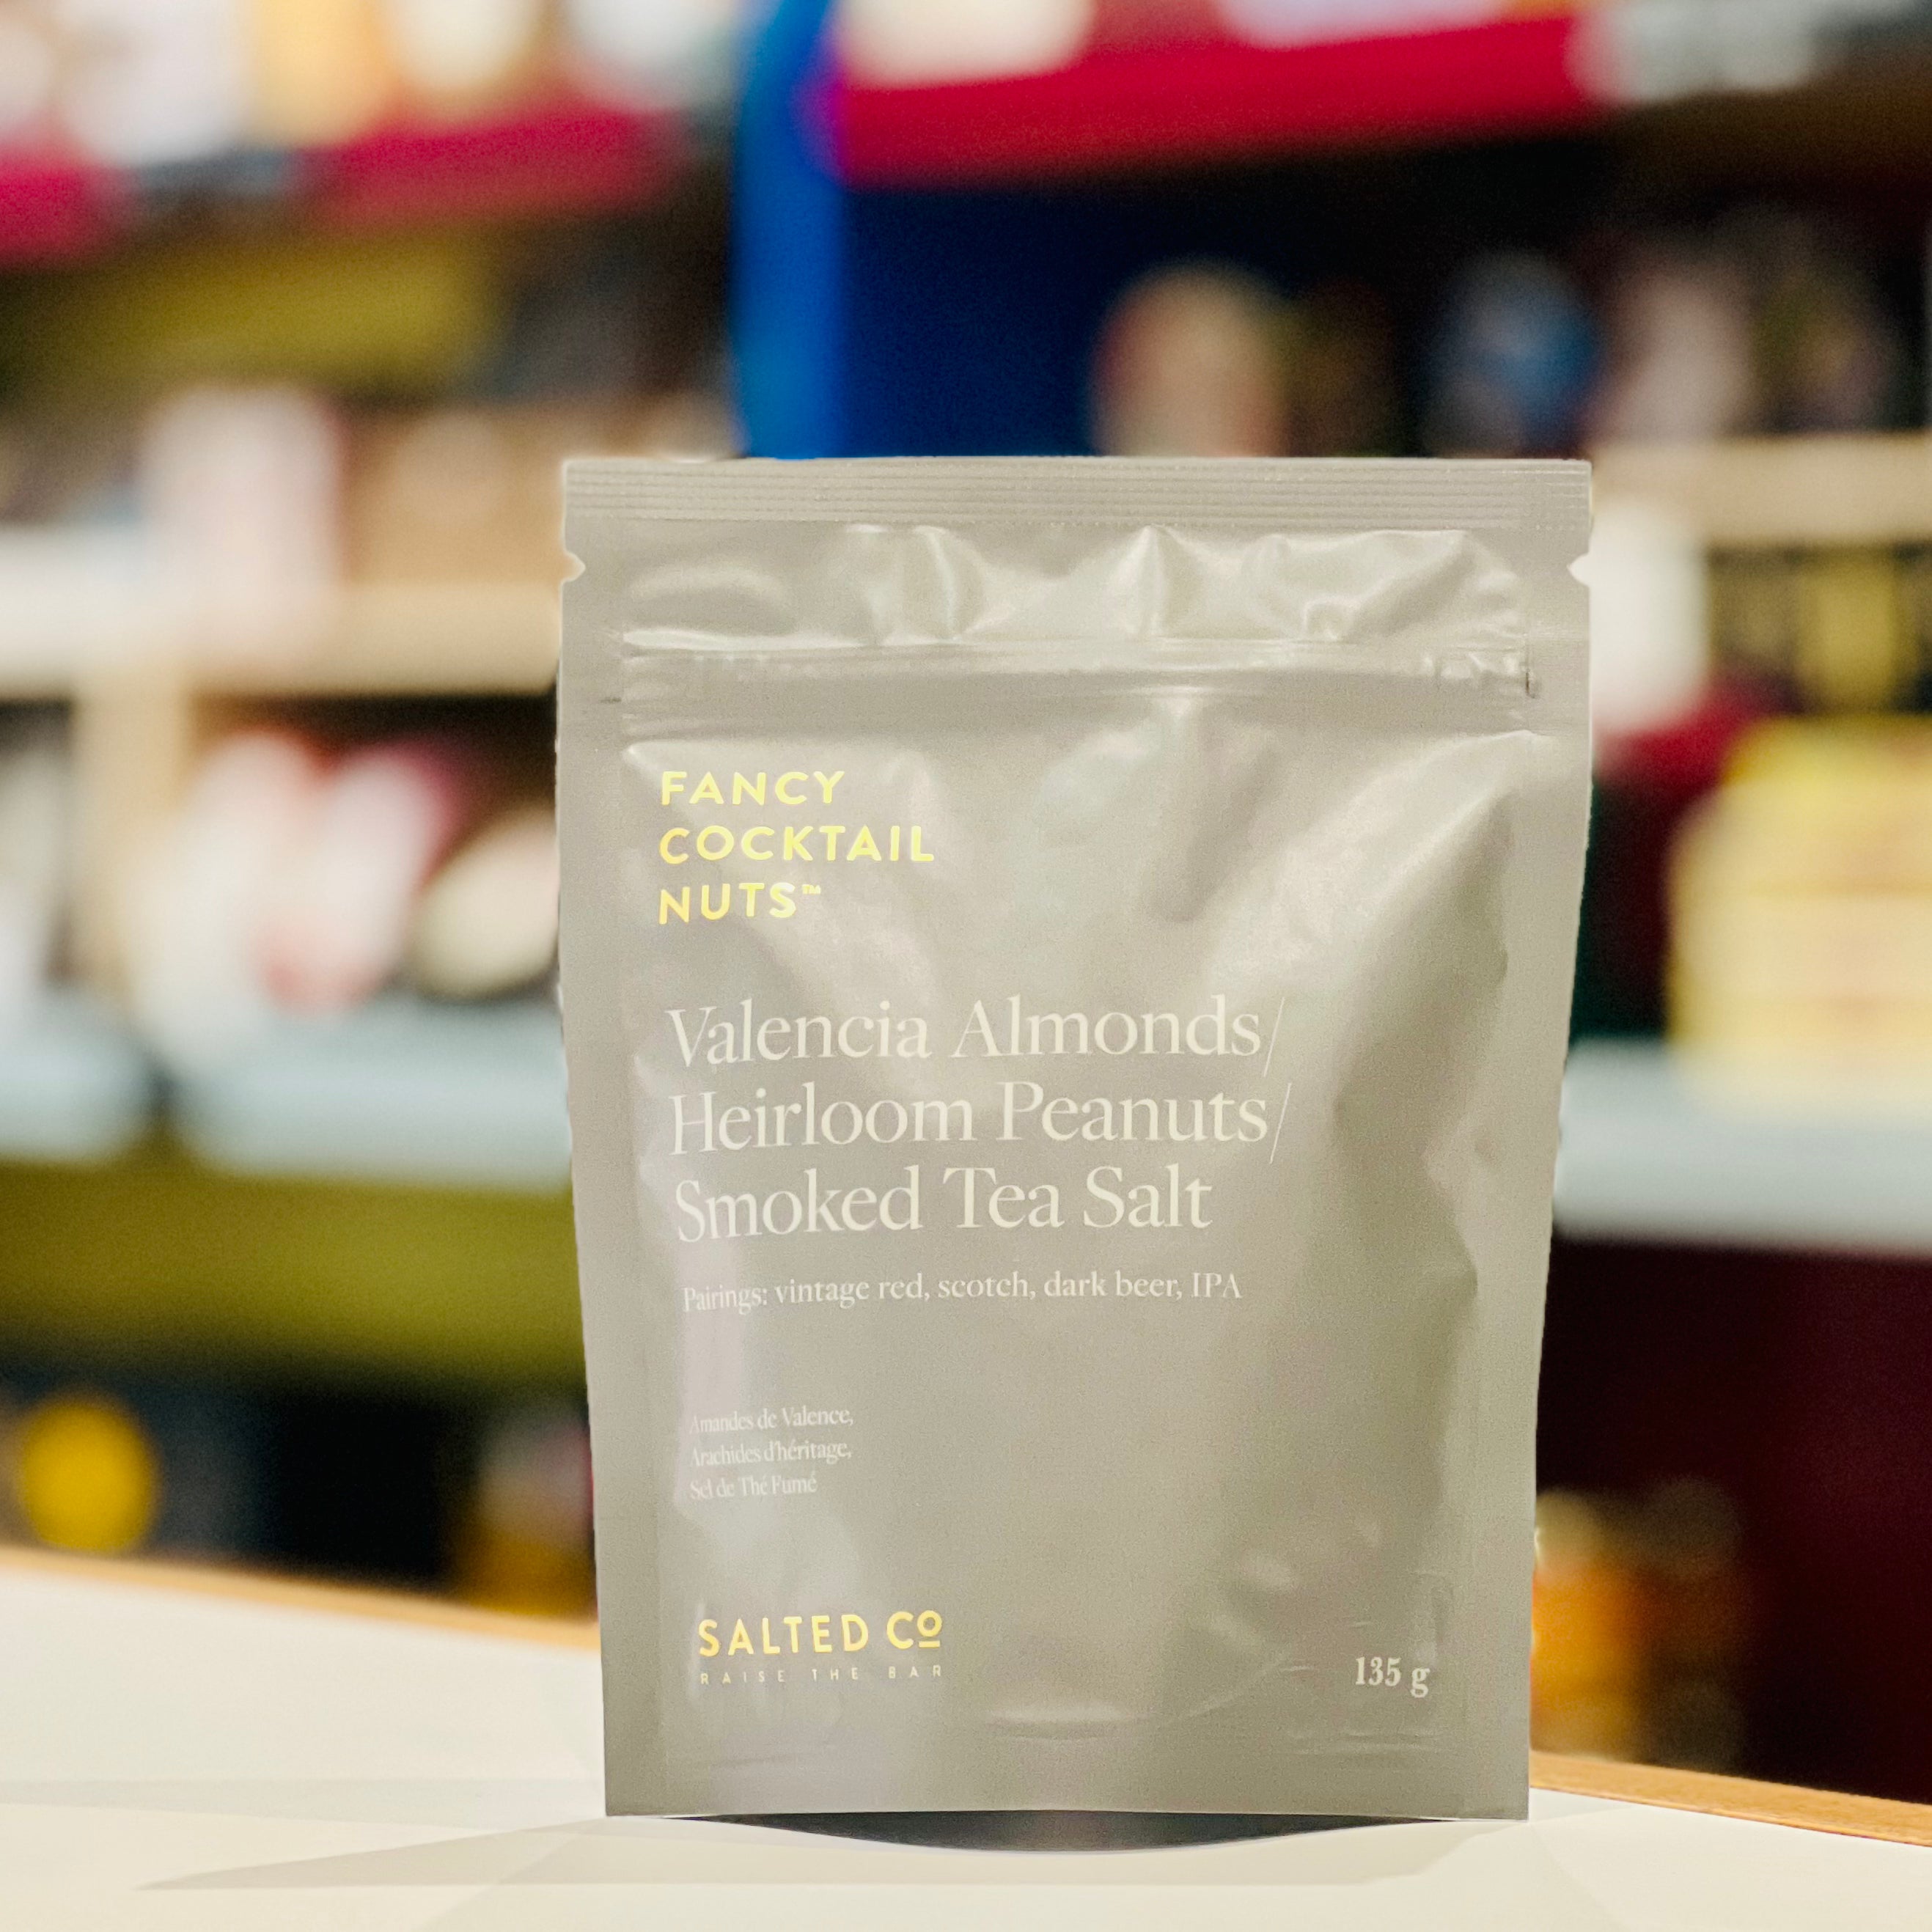 FANCY
COCKTAIL
NUTS™
Valencia Almonds/
Heirloom Peanuts/
Smoked Tea Salt
Pairings: vintage red, scotch, dark beer, IPA
Amandes de Valence,
Arachides d'héritage,
Sel de Thé Fumé
SALTED Co
RAISE THE BAR
135 g